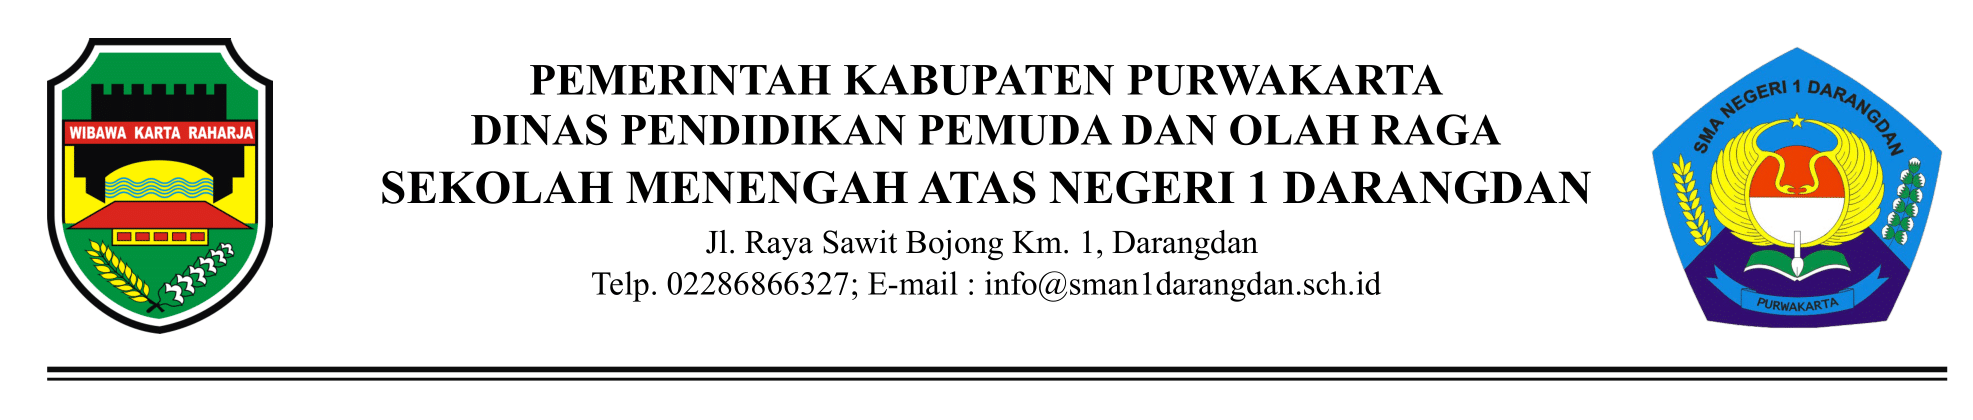 WIBAWA KARTA RAHARJA
PEMERINTAH KABUPATEN PURWAKARTA
DINAS PENDIDIKAN PEMUDA DAN OLAH RAGA
SEKOLAH MENENGAH ATAS NEGERI 1 DARANGDAN
Jl. Raya Sawit Bojong Km. 1, Darangdan
Telp. 02286866327; E-mail : info@sman1darangdan.sch.id
SMA NEGERI 1 DARANGDAN
PURWAKARTA